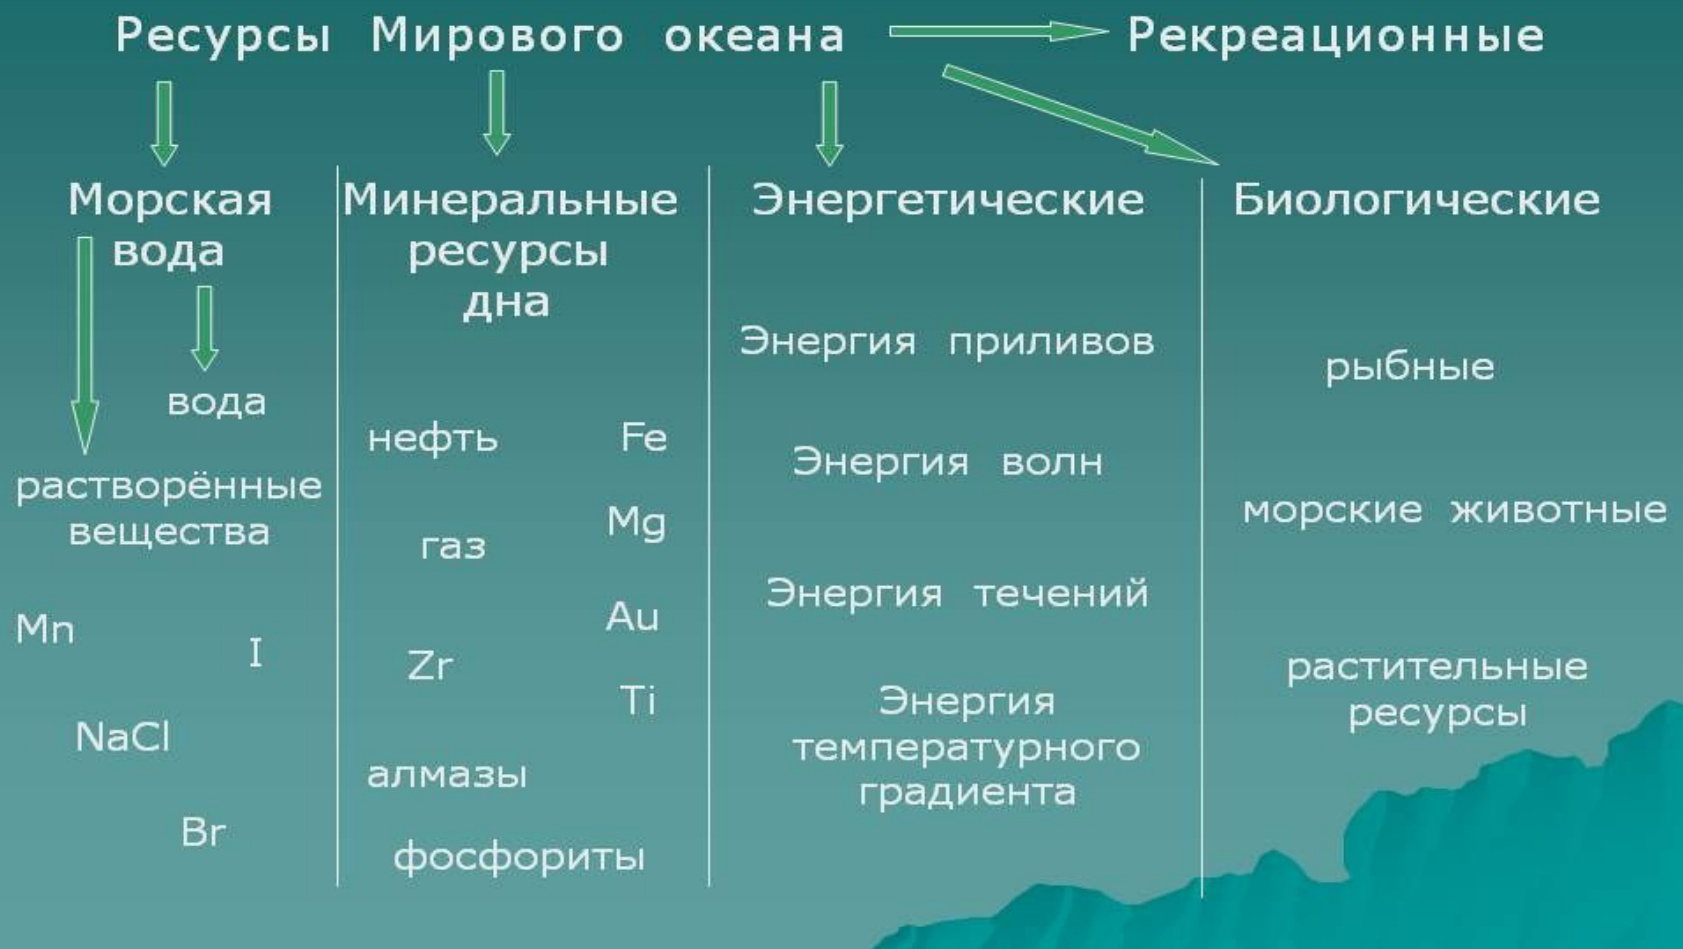 Ресурсы Мирового океана
Рекреационные
Морская
вода
вода
растворённые
вещества
Mn
I
NaCl
Br
Минеральные
ресурсы
дна
нефть
Fe
Mg
газ
Au
Zr
Ti
алмазы
фосфориты
Энергетические
Энергия приливов
Энергия волн
Энергия течений
Энергия
температурного
градиента
Биологические
рыбные
морские животные
растительные
ресурсы